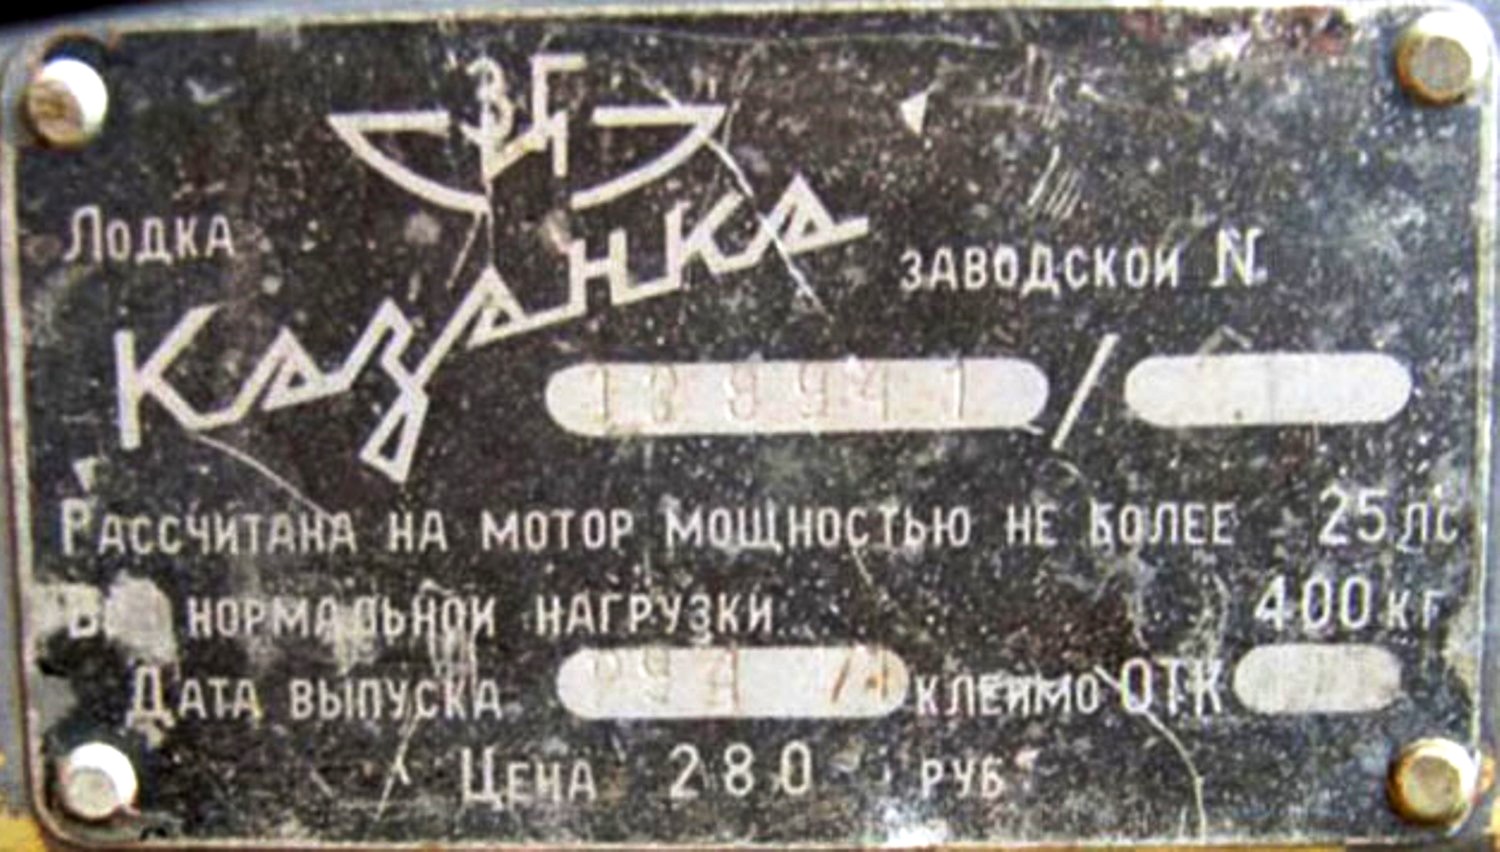 ЛОДКА Казанка ЗАВОДСКОЙ N
/
РАССЧИТАНА НА МОТОР МОЩНОСТЬЮ НЕ БОЛЕЕ 25 ЛС
НОРМАЛЬНОЙ НАГРУЗКИ 400 КГ
ДАТА ВЫПУСКА КЛЕЙМО ОТК
ЦЕНА 280 РУБ